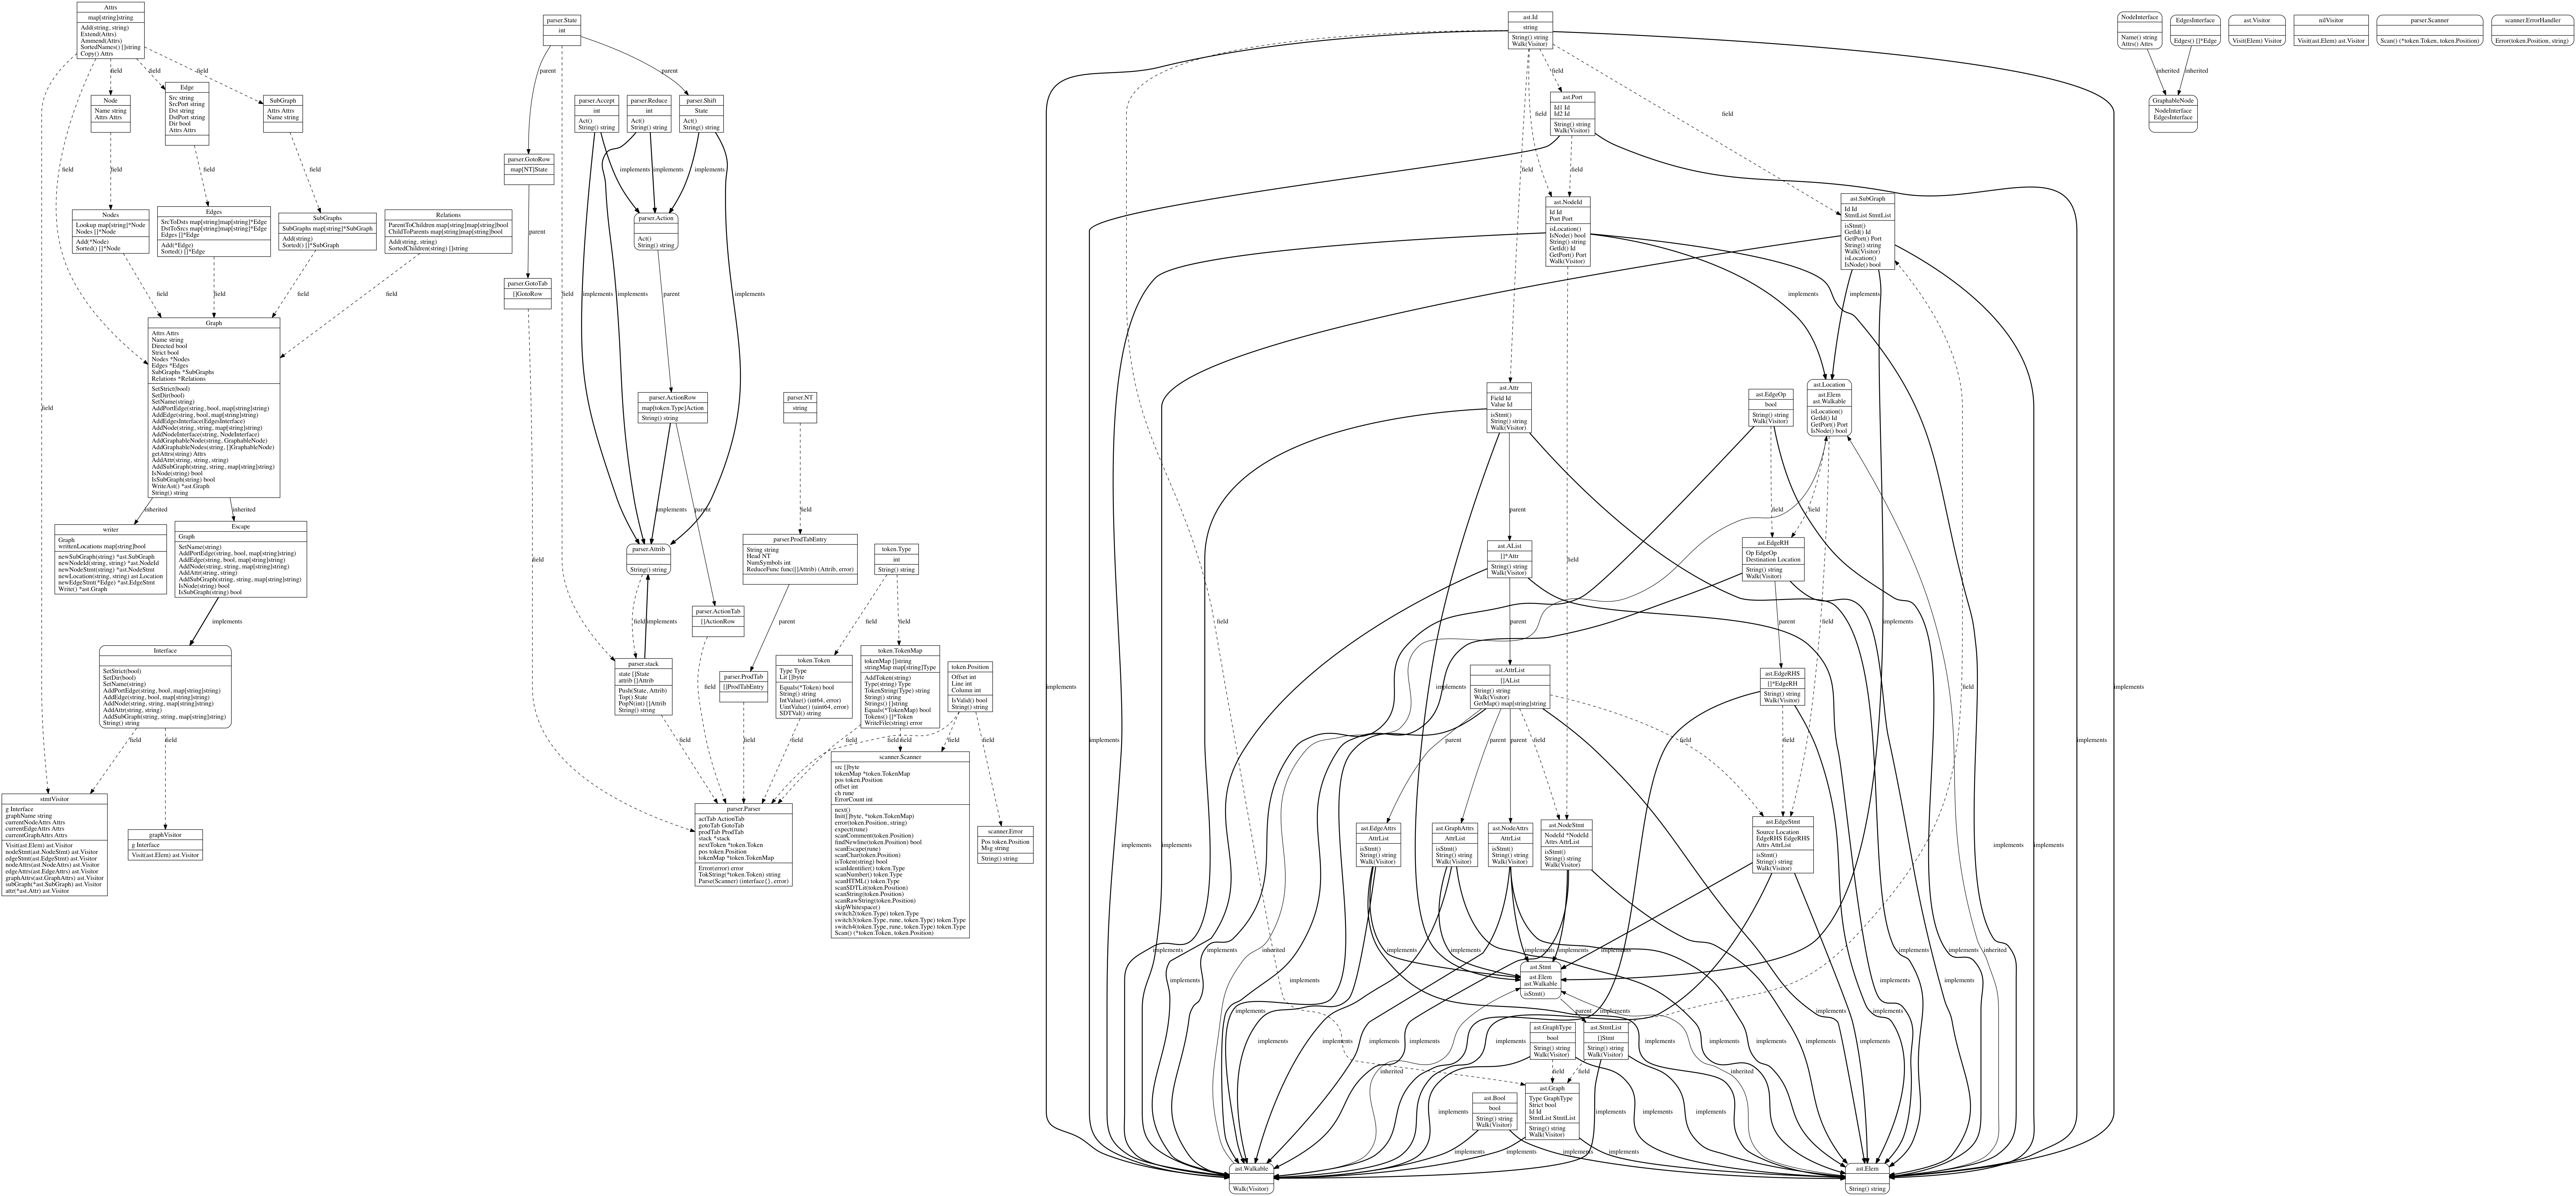 Attrs
map[string]string
Add(string, string)
Extend(Attrs)
Ammend(Attrs)
SortedNames() []string
Copy() Attrs
field
field
field
field
field
Node
Name string
Attrs Attrs
Edge
Src string
SrcPort string
Dst string
DstPort string
Dir bool
Attrs Attrs
SubGraph
Attrs Attrs
Name string
field
field
field
Nodes
Lookup map[string]*Node
Nodes []*Node
Add(*Node)
Sorted() []*Node
Edges
SrcToDsts map[string]map[string]*Edge
DstToSrcs map[string]map[string]*Edge
Edges []*Edge
Add(*Edge)
Sorted() []*Edge
SubGraphs
SubGraphs map[string]*SubGraph
Add(string)
Sorted() []*SubGraph
Relations
ParentToChildren map[string]map[string]bool
ChildToParents map[string]map[string]bool
Add(string, string)
SortedChildren(string) []string
field
field
field
field
Graph
Attrs Attrs
Name string
Directed bool
Strict bool
Nodes *Nodes
Edges *Edges
SubGraphs *SubGraphs
Relations *Relations
SetStrict(bool)
SetDir(bool)
SetName(string)
AddPortEdge(string, bool, map[string]string)
AddEdge(string, bool, map[string]string)
AddEdgesInterface(EdgesInterface)
AddNode(string, string, map[string]string)
AddNodeInterface(string, NodeInterface)
AddGraphableNode(string, GraphableNode)
AddGraphableNodes(string, []GraphableNode)
getAttrs(string) Attrs
AddAttr(string, string, string)
AddSubGraph(string, string, map[string]string)
IsNode(string) bool
IsSubGraph(string) bool
WriteAst() *ast.Graph
String() string
inherited
inherited
writer
Graph
writtenLocations map[string]bool
newSubGraph(string) *ast.SubGraph
newNodeId(string, string) *ast.NodeId
newNodeStmt(string) *ast.NodeStmt
newLocation(string, string) ast.Location
newEdgeStmt(*Edge) *ast.EdgeStmt
Write() *ast.Graph
Escape
Graph
SetName(string)
AddPortEdge(string, bool, map[string]string)
AddEdge(string, bool, map[string]string)
AddNode(string, string, map[string]string)
AddAttr(string, string)
AddSubGraph(string, string, map[string]string)
IsNode(string) bool
IsSubGraph(string) bool
implements
Interface
SetStrict(bool)
SetDir(bool)
SetName(string)
AddPortEdge(string, bool, map[string]string)
AddEdge(string, bool, map[string]string)
AddNode(string, string, map[string]string)
AddAttr(string, string)
AddSubGraph(string, string, map[string]string)
String() string
field
field
stmtVisitor
g Interface
graphName string
currentNodeAttrs Attrs
currentEdgeAttrs Attrs
currentGraphAttrs Attrs
Visit(ast.Elem) ast.Visitor
nodeStmt(ast.NodeStmt) ast.Visitor
edgeStmt(ast.EdgeStmt) ast.Visitor
nodeAttrs(ast.NodeAttrs) ast.Visitor
edgeAttrs(ast.EdgeAttrs) ast.Visitor
graphAttrs(ast.GraphAttrs) ast.Visitor
subGraph(*ast.SubGraph) ast.Visitor
attr(*ast.Attr) ast.Visitor
graphVisitor
g Interface
Visit(ast.Elem) ast.Visitor
parser.State
int
parent
parent
field
parser.Accept
int
Act()
String() string
parser.Reduce
int
Act()
String() string
parser.Shift
State
Act()
String() string
implements
implements
implements
parser.GotoRow
map[NT]State
parent
parser.GotoTab
[]GotoRow
field
parser.Action
Act()
String() string
implements
implements
parent
implements
parser.ActionRow
map[token.Type]Action
String() string
implements
parent
parser.NT
string
field
parser.Attrib
String() string
field
implements
parser.ProdTabEntry
String string
Head NT
NumSymbols int
ReduceFunc func([]Attrib) (Attrib, error)
parent
token.Type
int
String() string
field
field
parser.ActionTab
[]ActionRow
field
parser.stack
state []State
attrib []Attrib
Push(State, Attrib)
Top() State
PopN(int) []Attrib
String() string
field
parser.ProdTab
[]ProdTabEntry
field
token.Token
Type Type
Lit []byte
Equals(*Token) bool
String() string
IntValue() (int64, error)
UintValue() (uint64, error)
SDTVal() string
field
token.TokenMap
tokenMap []string
stringMap map[string]Type
AddToken(string)
Type(string) Type
TokenString(Type) string
String() string
Strings() []string
Equals(*TokenMap) bool
Tokens() []*Token
WriteFile(string) error
field
field
token.Position
Offset int
Line int
Column int
IsValid() bool
String() string
field
field
parser.Parser
actTab ActionTab
gotoTab GotoTab
prodTab ProdTab
stack *stack
nextToken *token.Token
pos token.Position
tokenMap *token.TokenMap
Error(error) error
TokString(*token.Token) string
Parse(Scanner) (interface{}, error)
scanner.Scanner
src []byte
tokenMap *token.TokenMap
pos token.Position
offset int
ch rune
ErrorCount int
next()
Init([]byte, *token.TokenMap)
error(token.Position, string)
expect(rune)
scanComment(token.Position)
findNewline(token.Position) bool
scanEscape(rune)
scanChar(token.Position)
isToken(string) bool
scanIdentifier() token.Type
scanNumber() token.Type
scanHTML() token.Type
scanSDTLit(token.Position)
scanString(token.Position)
scanRawString(token.Position)
skipWhitespace()
switch2(token.Type) token.Type
switch3(token.Type, rune, token.Type) token.Type
switch4(token.Type, rune, token.Type) token.Type
Scan() (*token.Token, token.Position)
scanner.Error
Pos token.Position
Msg string
String() string
ast.Id
string
String() string
Walk(Visitor)
field
field
field
field
ast.Port
Id1 Id
Id2 Id
String() string
Walk(Visitor)
field
ast.NodeId
Id Id
Port Port
isLocation()
IsNode() bool
String() string
GetId() Id
GetPort() Port
Walk(Visitor)
ast.SubGraph
Id Id
StmtList StmtList
isStmt()
GetId() Id
GetPort() Port
String() string
Walk(Visitor)
isLocation()
IsNode() bool
implements
implements
ast.Attr
Field Id
Value Id
isStmt()
String() string
Walk(Visitor)
ast.EdgeOp
bool
String() string
Walk(Visitor)
ast.Location
ast.Elem
ast.Walkable
isLocation()
GetId() Id
GetPort() Port
IsNode() bool
parent
field
field
ast.AList
[]*Attr
String() string
Walk(Visitor)
field
ast.EdgeRH
Op EdgeOp
Destination Location
String() string
Walk(Visitor)
field
parent
parent
field
implements
ast.AttrList
[]AList
String() string
Walk(Visitor)
GetMap() map[string]string
ast.EdgeRHS
[]*EdgeRH
String() string
Walk(Visitor)
implements
implements
field
implements
implements
implements
parent
parent
parent
field
field
field
ast.EdgeAttrs
AttrList
isStmt()
String() string
Walk(Visitor)
ast.GraphAttrs
AttrList
isStmt()
String() string
Walk(Visitor)
ast.NodeAttrs
AttrList
isStmt()
String() string
Walk(Visitor)
ast.NodeStmt
NodeId *NodeId
Attrs AttrList
isStmt()
String() string
Walk(Visitor)
ast.EdgeStmt
Source Location
EdgeRHS EdgeRHS
Attrs AttrList
isStmt()
String() string
Walk(Visitor)
implements
implements
implements
implements
inherited
implements
implements
implements
implements
implements
implements
implements
inherited
ast.Stmt
ast.Elem
ast.Walkable
isStmt()
implements
implements
implements
implements
implements
parent
implements
ast.GraphType
bool
String() string
Walk(Visitor)
ast.StmtList
[]Stmt
String() string
Walk(Visitor)
implements
implements
implements
implements
implements
implements
implements
implements
implements
inherited
field
field
inherited
ast.Bool
bool
String() string
Walk(Visitor)
ast.Graph
Type GraphType
Strict bool
Id Id
StmtList StmtList
String() string
Walk(Visitor)
implements
implements
implements
implements
implements
implements
implements
implements
ast.Walkable
Walk(Visitor)
ast.Elem
String() string
NodeInterface
Name() string
Attrs() Attrs
EdgesInterface
Edges() []*Edge
inherited
inherited
GraphableNode
NodeInterface
EdgesInterface
ast.Visitor
Visit(Elem) Visitor
nilVisitor
Visit(ast.Elem) ast.Visitor
parser.Scanner
Scan() (*token.Token, token.Position)
scanner.ErrorHandler
Error(token.Position, string)